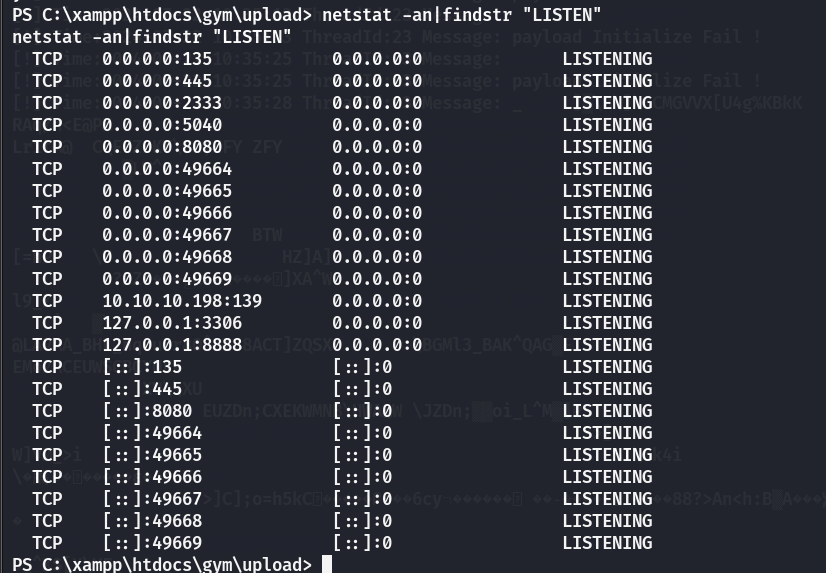 PS C:\xampp\htdocs\gym\upload> netstat -an|findstr "LISTEN"
netstat -an|findstr "LISTEN"
TCP 0.0.0.0:135 0.0.0.0:0 LISTENING
TCP 0.0.0.0:445 0.0.0.0:0 LISTENING
TCP 0.0.0.0:2333 0.0.0.0:0 LISTENING
TCP 0.0.0.0:5040 0.0.0.0:0 LISTENING
TCP 0.0.0.0:8080 0.0.0.0:0 LISTENING
TCP 0.0.0.0:49664 0.0.0.0:0 LISTENING
TCP 0.0.0.0:49665 0.0.0.0:0 LISTENING
TCP 0.0.0.0:49666 0.0.0.0:0 LISTENING
TCP 0.0.0.0:49667 0.0.0.0:0 LISTENING
TCP 0.0.0.0:49668 0.0.0.0:0 LISTENING
TCP 0.0.0.0:49669 0.0.0.0:0 LISTENING
TCP 10.10.10.198:139 0.0.0.0:0 LISTENING
TCP 127.0.0.1:3306 0.0.0.0:0 LISTENING
TCP 127.0.0.1:8888 0.0.0.0:0 LISTENING
TCP [::]:135 [::]:0 LISTENING
TCP [::]:445 [::]:0 LISTENING
TCP [::]:8080 [::]:0 LISTENING
TCP [::]:49664 [::]:0 LISTENING
TCP [::]:49665 [::]:0 LISTENING
TCP [::]:49666 [::]:0 LISTENING
TCP [::]:49667 [::]:0 LISTENING
TCP [::]:49668 [::]:0 LISTENING
TCP [::]:49669 [::]:0 LISTENING
PS C:\xampp\htdocs\gym\upload>